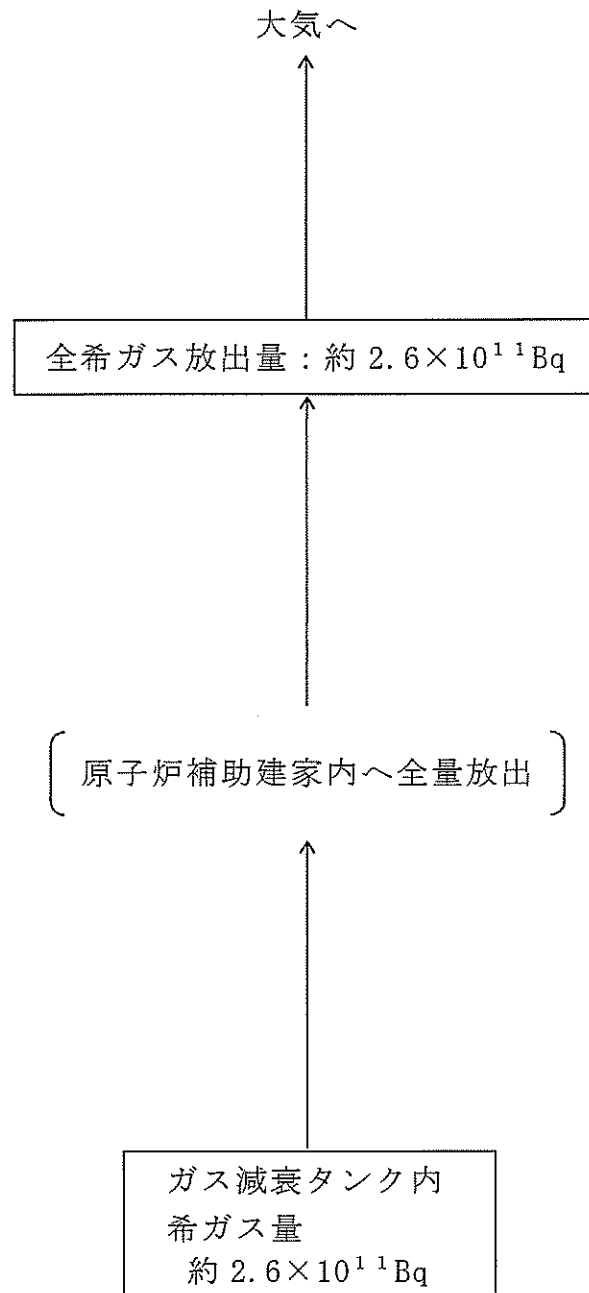 大気へ
全希ガス放出量：約 2.6×10¹¹Bq
原子炉補助建家内へ全量放出
ガス減衰タンク内
希ガス量
約 2.6×10¹¹Bq